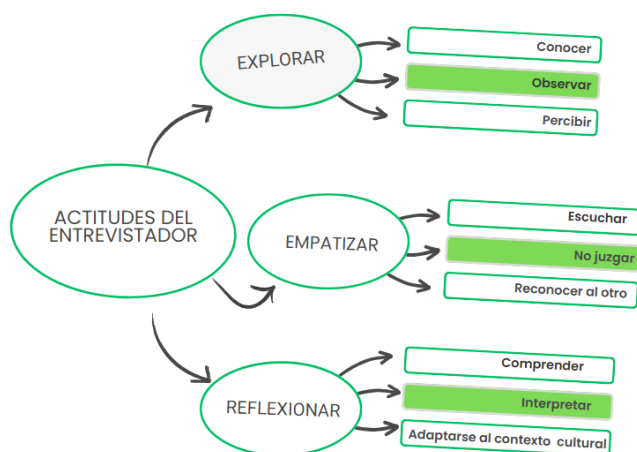 ACTITUDES DEL
ENTREVISTADOR
EXPLORAR
Conocer
Observar
Percibir
EMPATIZAR
Escuchar
No juzgar
Reconocer al otro
REFLEXIONAR
Comprender
Interpretar
Adaptarse al contexto cultural